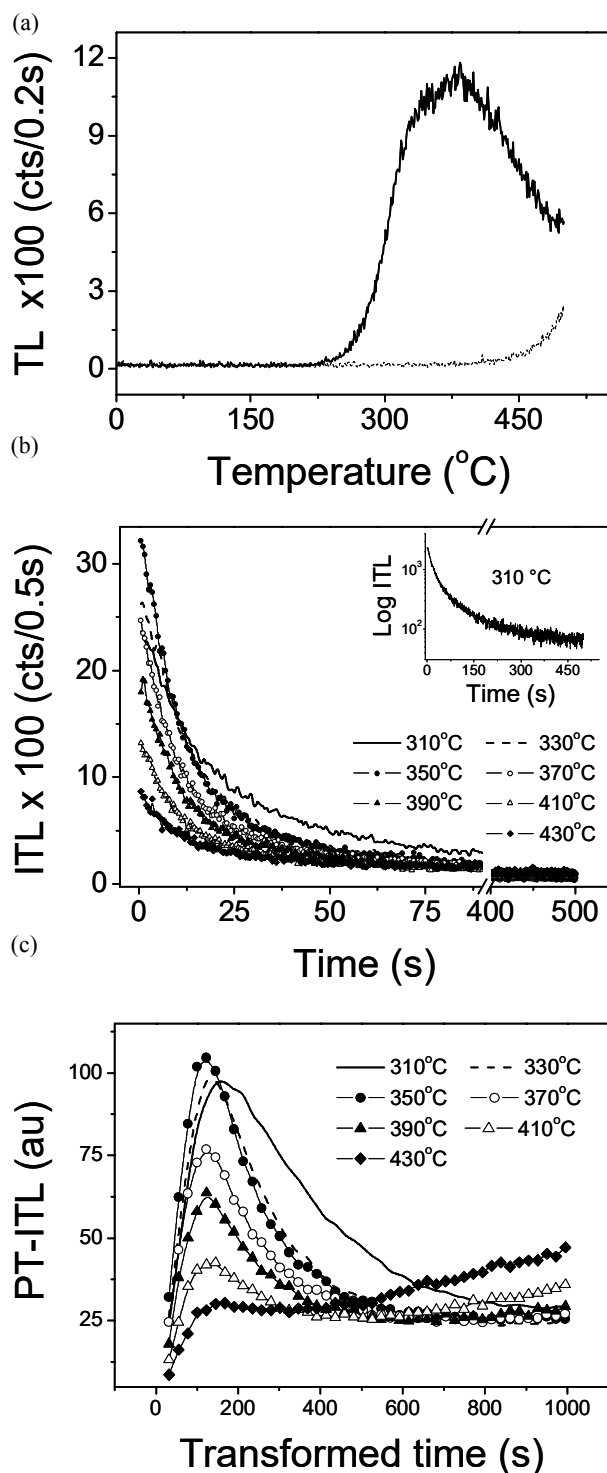 (a)
12
9
6
3
0
TL x100 (cts/0.2s)
0 150 300 450
Temperature (°C)
(b)
30
20
10
0
ITL x 100 (cts/0.5s)
10³
10²
Log ITL
310 °C
0 150 300 450
Time (s)
310°C 330°C
350°C 370°C
390°C 410°C
430°C
0 25 50 75 400 500
Time (s)
(c)
100
75
50
25
PT-ITL (au)
310°C 330°C
350°C 370°C
390°C 410°C
430°C
0 200 400 600 800 1000
Transformed time (s)